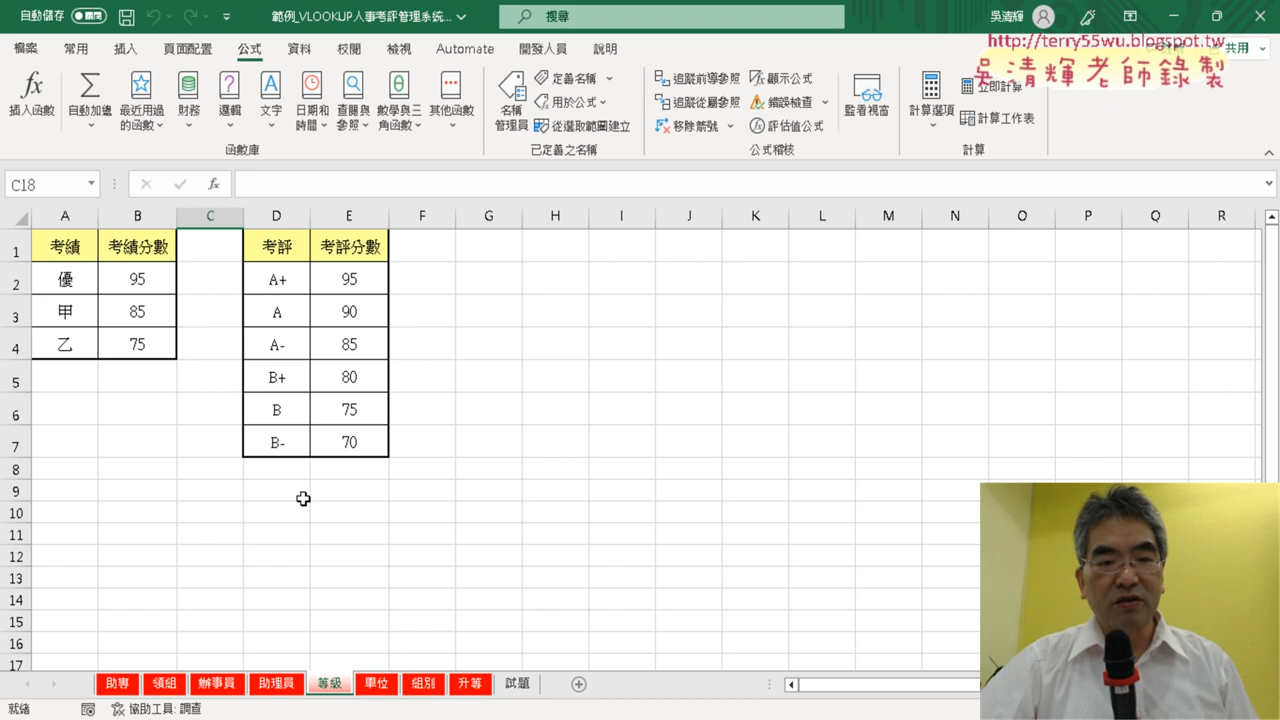 自動儲存 範例_VLOOKUP人事考評管理系統... 搜尋 吳清輝
檔案 常用 插入 頁面配置 公式 資料 校閱 檢視 Automate 開發人員 說明 共用
http://terry55wu.blogspot.tw
吳清輝老師錄製
插入函數 自動加總 最近用過的函數 財務 邏輯 文字 日期和時間 查閱與參照 數學與三角函數 其他函數
函數庫
名稱管理員 定義名稱 用於公式 從選取範圍建立
已定義之名稱
追蹤前導參照 追蹤從屬參照 移除箭號 顯示公式 錯誤檢查 評估值公式 監看視窗
公式稽核
計算選項 立即計算 計算工作表
計算
C18 fx
A B C D E F G H I J K L M N O P Q R
1 考績 考績分數 考評 考評分數
2 優 95 A+ 95
3 甲 85 A 90
4 乙 75 A- 85
5 B+ 80
6 B 75
7 B- 70
8
9
10
11
12
13
14
15
16
17
助專 領組 辦事員 助理員 等級 單位 組別 升等 試題
就緒 協助工具: 調查